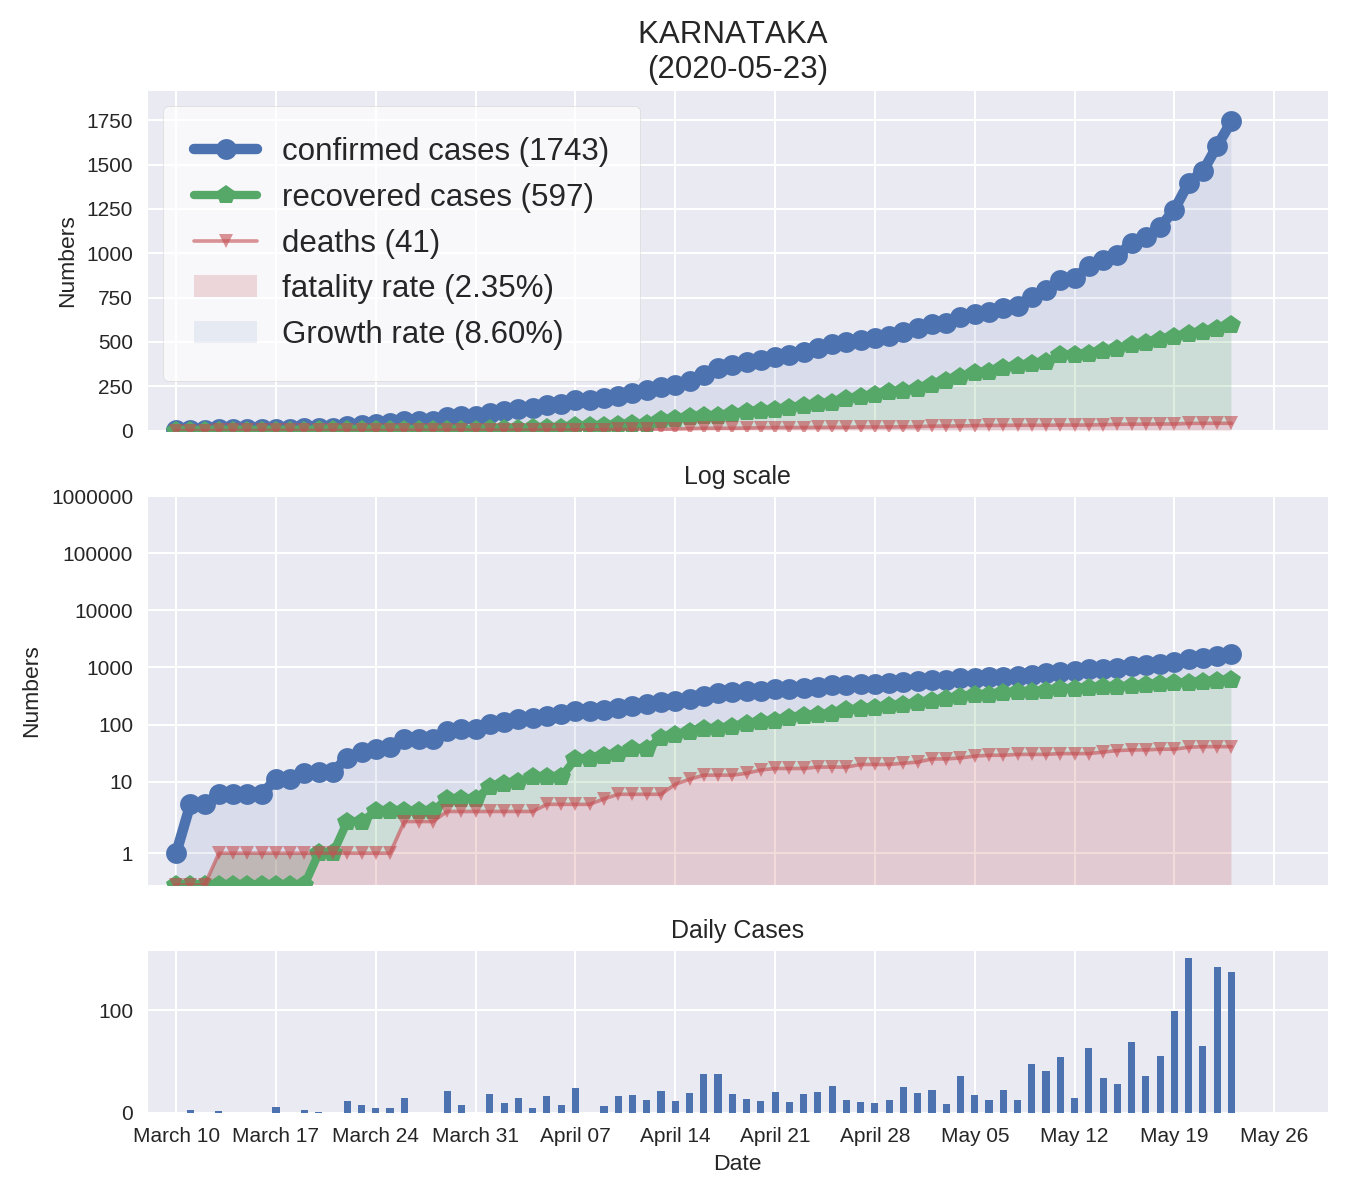 KARNATAKA
(2020-05-23)
1750
1500
1250
1000
750
500
250
0
Numbers
confirmed cases (1743)
recovered cases (597)
deaths (41)
fatality rate (2.35%)
Growth rate (8.60%)
Log scale
1000000
100000
10000
1000
100
10
1
Numbers
Daily Cases
100
0
March 10 March 17 March 24 March 31 April 07 April 14 April 21 April 28 May 05 May 12 May 19 May 26
Date